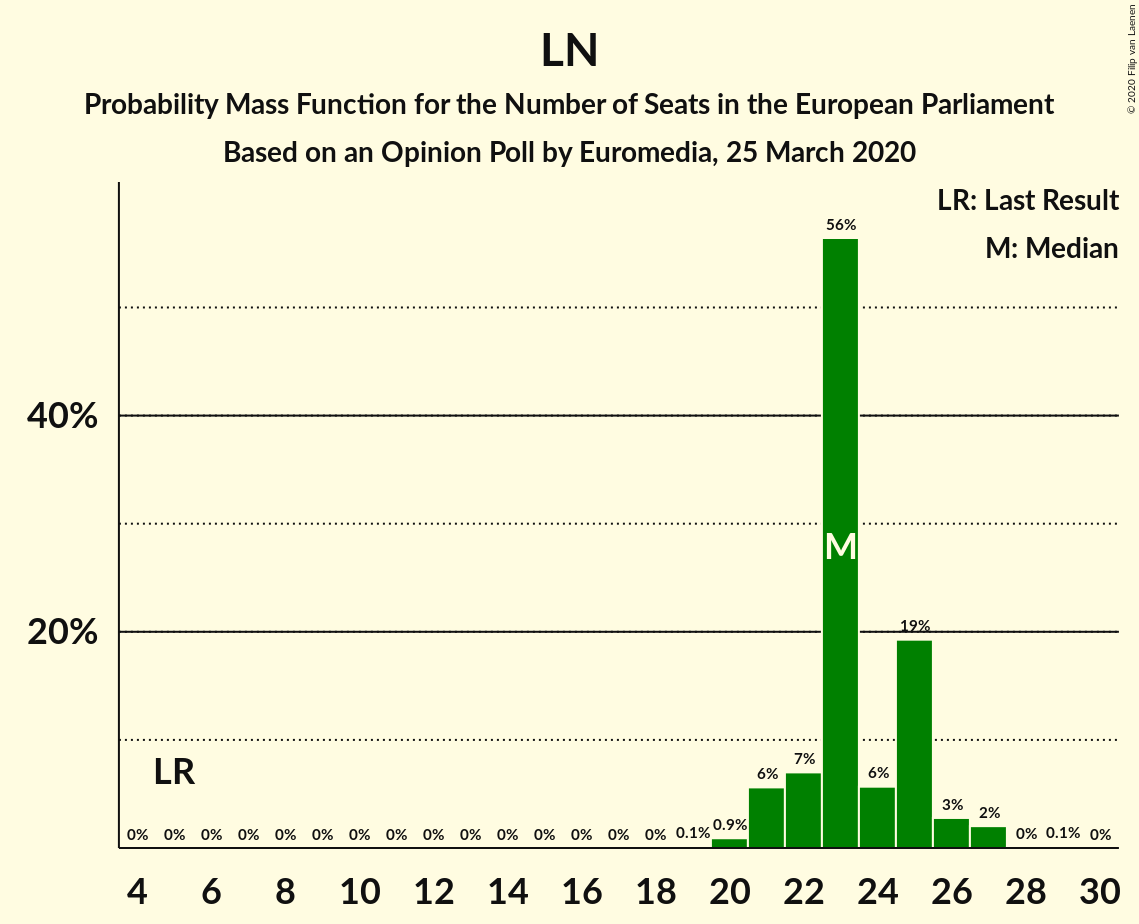 LN
Probability Mass Function for the Number of Seats in the European Parliament
Based on an Opinion Poll by Euromedia, 25 March 2020
© 2020 Filip van Laenen
LR: Last Result
M: Median
56%
40%
M
20%
19%
LR
7%
6% 6%
3%
2%
0% 0% 0% 0% 0% 0% 0% 0% 0% 0% 0% 0% 0% 0% 0% 0.1% 0.9% 0% 0.1% 0%
4 6 8 10 12 14 16 18 20 22 24 26 28 30